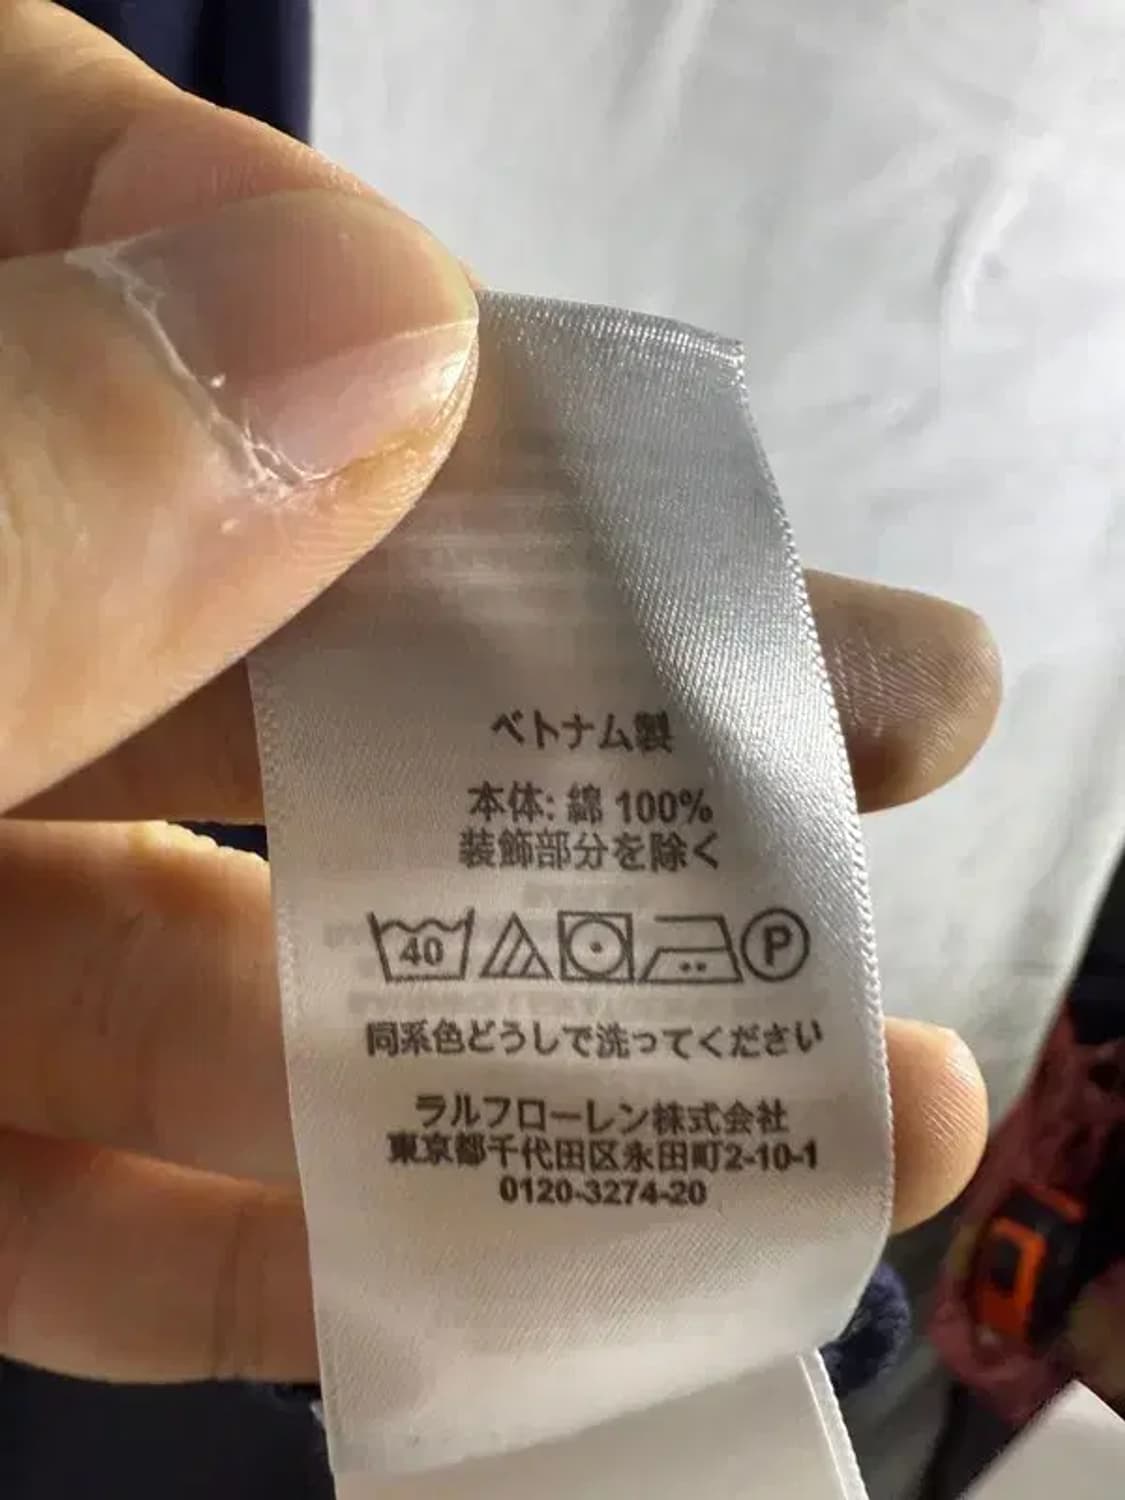 ベトナム製
本体: 綿 100%
装飾部分を除く
40 P
同系色どうしで洗ってください
ラルフローレン株式会社
東京都千代田区永田町2-10-1
0120-3274-20